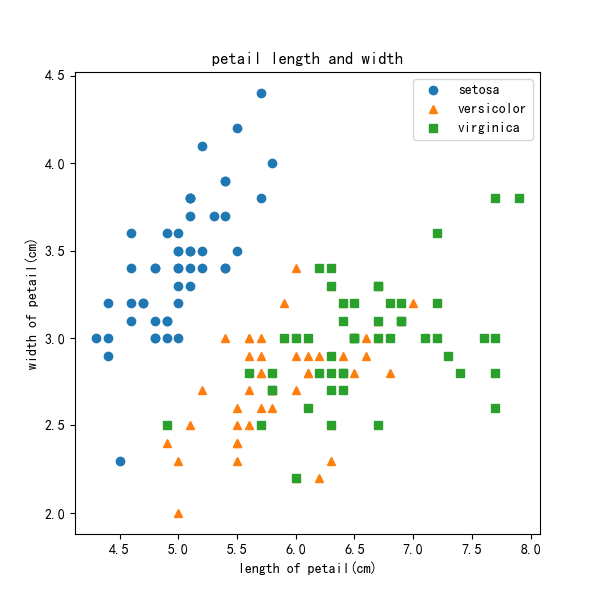 petail length and width
setosa
versicolor
virginica
4.5
4.0
3.5
3.0
2.5
2.0
width of petail(cm)
4.5 5.0 5.5 6.0 6.5 7.0 7.5 8.0
length of petail(cm)